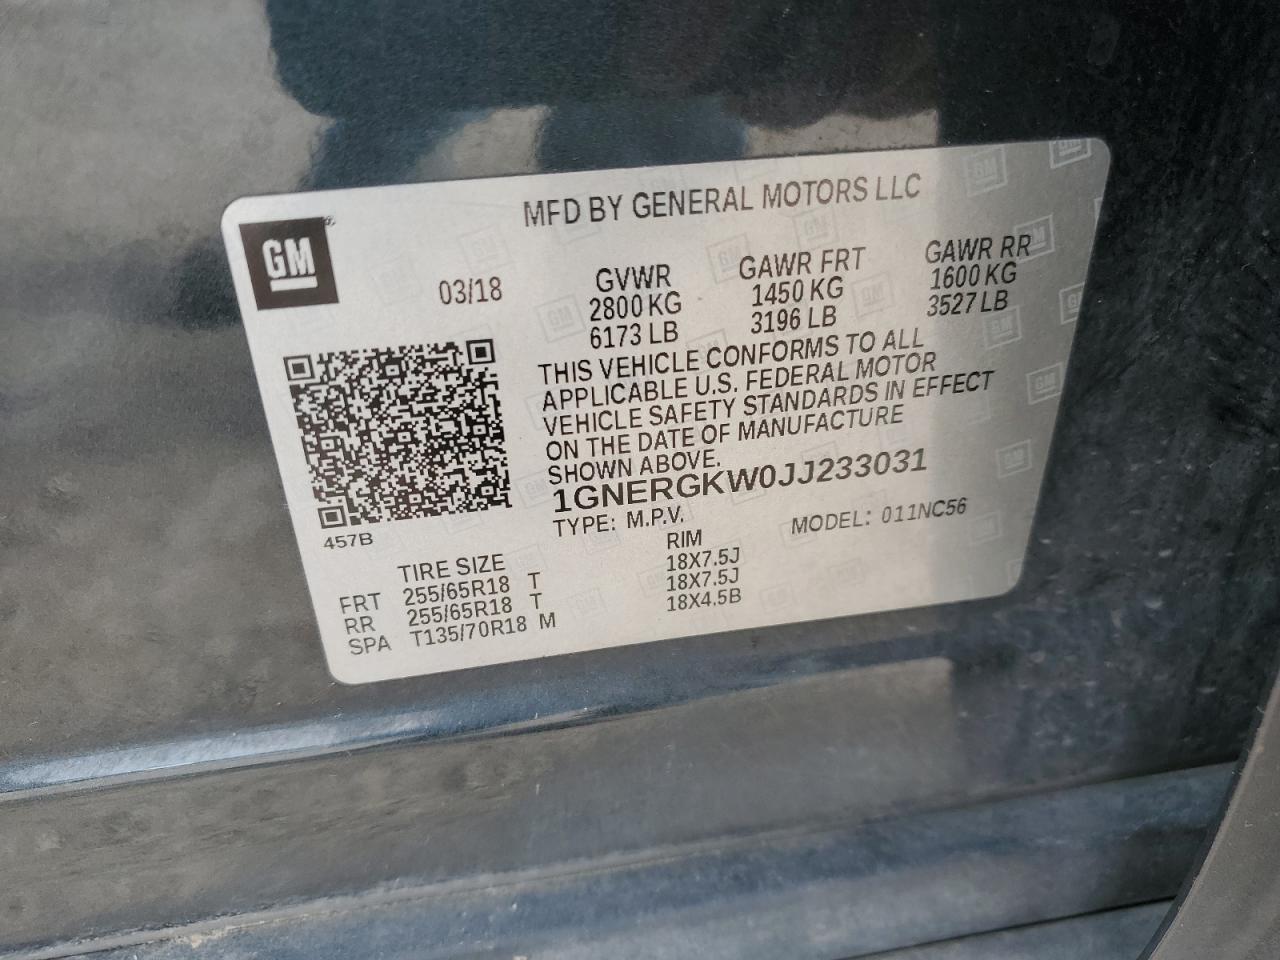 MFD BY GENERAL MOTORS LLC
GM
03/18
GVWR GAWR FRT GAWR RR
2800 KG 1450 KG 1600 KG
6173 LB 3196 LB 3527 LB
THIS VEHICLE CONFORMS TO ALL
APPLICABLE U.S. FEDERAL MOTOR
VEHICLE SAFETY STANDARDS IN EFFECT
ON THE DATE OF MANUFACTURE
SHOWN ABOVE.
1GNERGKW0JJ233031
TYPE: M.P.V. MODEL: 011NC56
457B
TIRE SIZE RIM
FRT 255/65R18 T 18X7.5J
RR 255/65R18 T 18X7.5J
SPA T135/70R18 M 18X4.5B